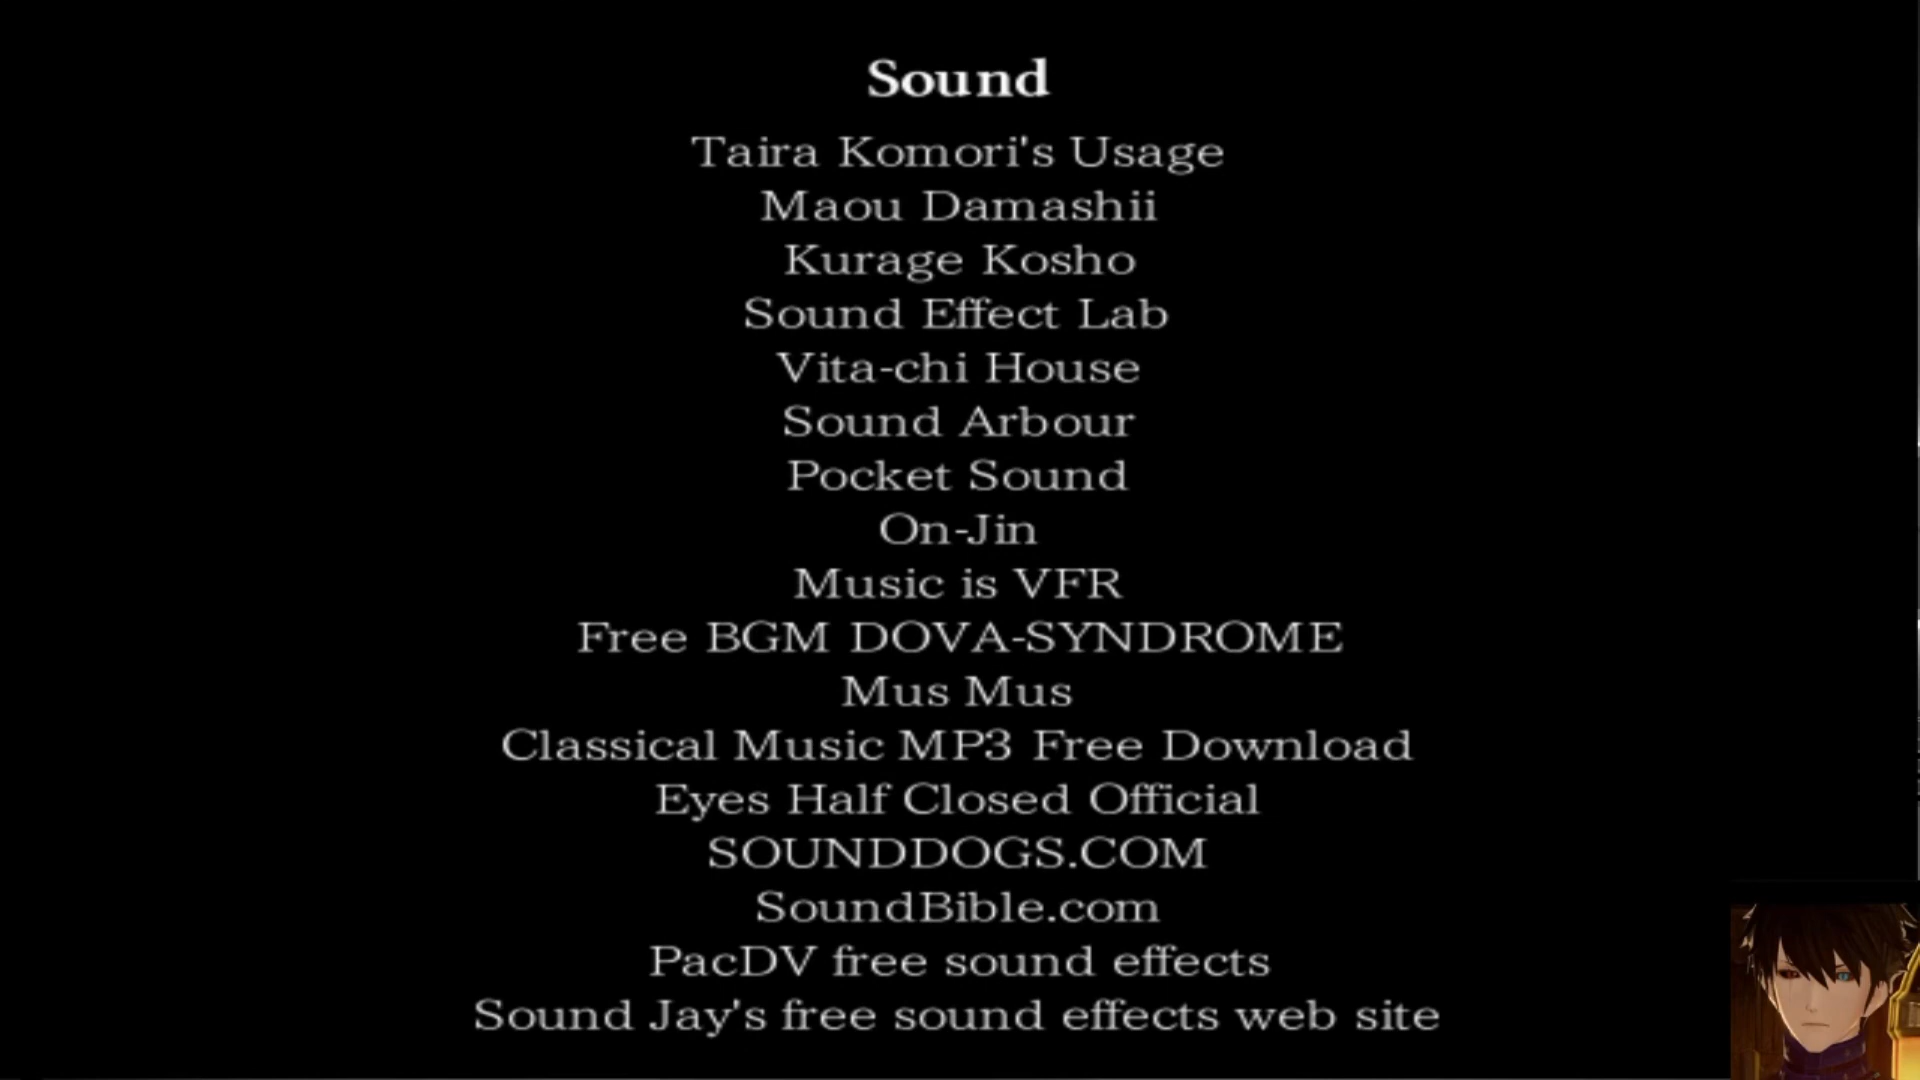 Sound
Taira Komori's Usage
Maou Damashii
Kurage Kosho
Sound Effect Lab
Vita-chi House
Sound Arbour
Pocket Sound
On-Jin
Music is VFR
Free BGM DOVA-SYNDROME
Mus Mus
Classical Music MP3 Free Download
Eyes Half Closed Official
SOUNDDOGS.COM
SoundBible.com
PacDV free sound effects
Sound Jay's free sound effects web site